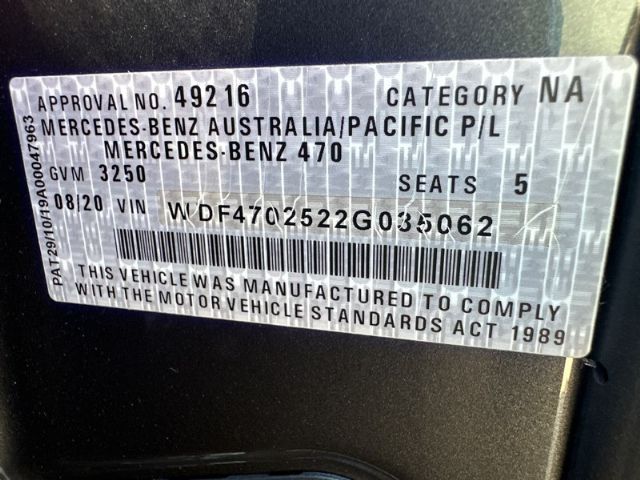 APPROVAL NO. 49216 CATEGORY NA
MERCEDES-BENZ AUSTRALIA/PACIFIC P/L
MERCEDES-BENZ 470
GVM 3250 SEATS 5
08/20 VIN WDF4702522G035062
THIS VEHICLE WAS MANUFACTURED TO COMPLY
WITH THE MOTOR VEHICLE STANDARDS ACT 1989
PAT29/10/19A00047963